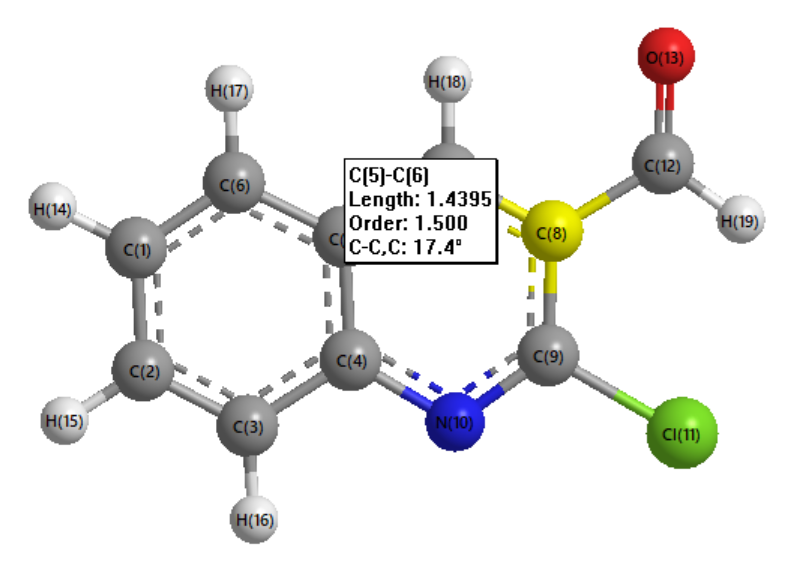 O(13)
H(17)
H(18)
C(12)
C(6)
C(5)-C(6)
Length: 1.4395
Order: 1.500
C-C,C: 17.4°
H(14)
H(19)
C(8)
C(1)
C(
C(9)
C(4)
C(2)
H(15)
N(10)
C(3)
Cl(11)
H(16)